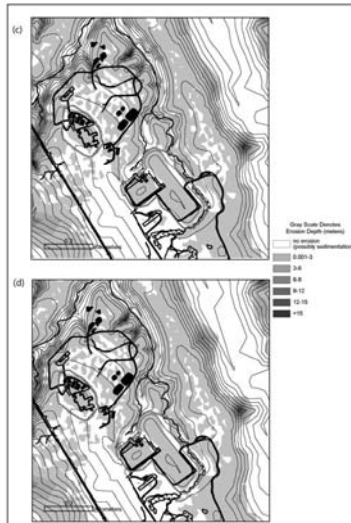 (c)
Gray Scale Denotes
Erosion Depth (meters)
no erosion
(possibly sedimentation)
0.001-3
3-6
6-9
9-12
12-15
+15
(d)